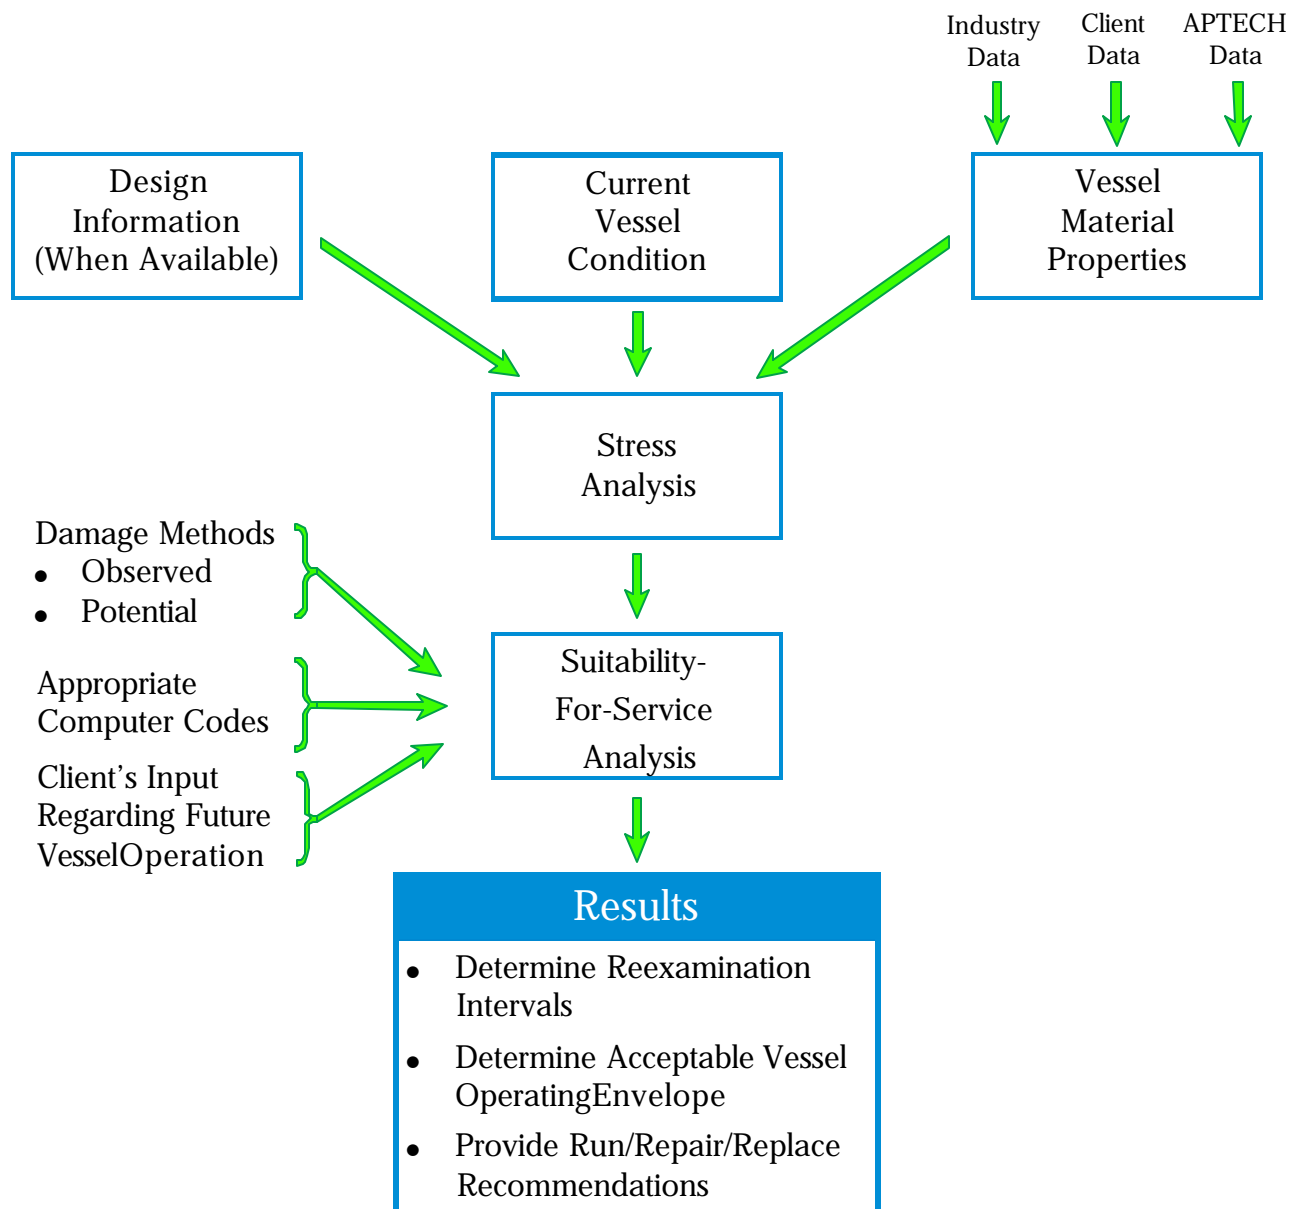 Industry
Data
Client
Data
APTECH
Data
Design
Information
(When Available)
Current
Vessel
Condition
Vessel
Material
Properties
Stress
Analysis
Damage Methods
• Observed
• Potential
Appropriate
Computer Codes
Client’s Input
Regarding Future
VesselOperation
Suitability-
For-Service
Analysis
Results
• Determine Reexamination
Intervals
• Determine Acceptable Vessel
OperatingEnvelope
• Provide Run/Repair/Replace
Recommendations